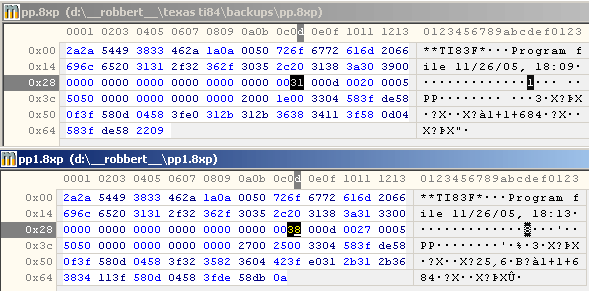 pp.8xp (d:\__robbert__\texas ti84\backups\pp.8xp)
0001 0203 0405 0607 0809 0a0b 0c0d 0e0f 1011 1213 0123456789abcdef0123
0x00 2a2a 5449 3833 462a 1a0a 0050 726f 6772 616d 2066 **TI83F*···Program f
0x14 696c 6520 3131 2f32 362f 3035 2c20 3138 3a30 3900 ile 11/26/05, 18:09·
0x28 0000 0000 0000 0000 0000 0000 0031 000d 0020 0005 ·············1··· ··
0x3c 5050 0000 0000 0000 0000 2000 1e00 3304 583f de58 PP········ ···3·X?ÞX
0x50 0f3f 580d 0458 3fe0 312b 312b 3638 3411 3f58 0d04 ·?X··X?à1+1+684·?X··
0x64 583f de58 2209 X?ÞX"·
pp1.8xp (d:\__robbert__\pp1.8xp)
0001 0203 0405 0607 0809 0a0b 0c0d 0e0f 1011 1213 0123456789abcdef0123
0x00 2a2a 5449 3833 462a 1a0a 0050 726f 6772 616d 2066 **TI83F*···Program f
0x14 696c 6520 3131 2f32 362f 3035 2c20 3138 3a31 3300 ile 11/26/05, 18:13·
0x28 0000 0000 0000 0000 0000 0000 0038 000d 0027 0005 ·············8···'··
0x3c 5050 0000 0000 0000 0000 2700 2500 3304 583f de58 PP········'·%·3·X?ÞX
0x50 0f3f 580d 0458 3f32 3582 3604 423f e031 2b31 2b36 ·?X··X?25‚6·B?à1+1+6
0x64 3834 113f 580d 0458 3fde 58db 0a 84·?X··X?ÞXÛ·